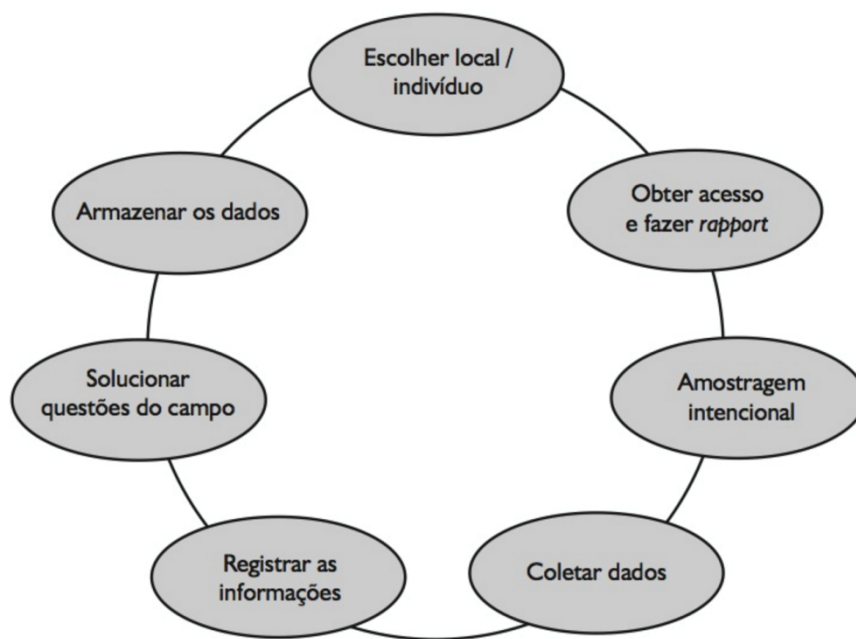 Escolher local /
indivíduo
Obter acesso
e fazer rapport
Amostragem
intencional
Coletar dados
Registrar as
informações
Solucionar
questões do campo
Armazenar os dados